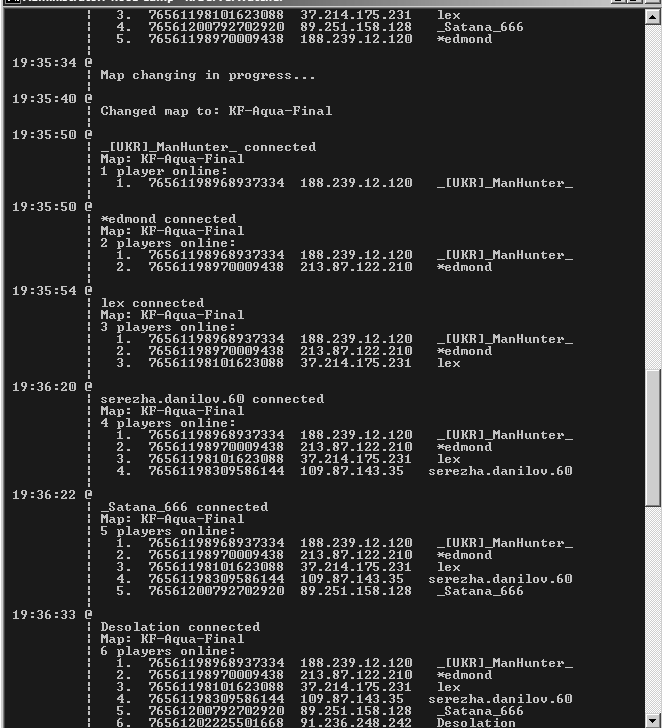 3. 76561198101623088 37.214.175.231 lex
4. 76561200792702920 89.251.158.128 _Satana_666
5. 76561198970009438 188.239.12.120 *edmond
19:35:34 @
¦ Map changing in progress...
19:35:40 @
¦ Changed map to: KF-Aqua-Final
19:35:50 @
¦ _[UKR]_ManHunter_ connected
¦ Map: KF-Aqua-Final
¦ 1 player online:
¦ 1. 76561198968937334 188.239.12.120 _[UKR]_ManHunter_
19:35:50 @
¦ *edmond connected
¦ Map: KF-Aqua-Final
¦ 2 players online:
¦ 1. 76561198968937334 188.239.12.120 _[UKR]_ManHunter_
¦ 2. 76561198970009438 213.87.122.210 *edmond
19:35:54 @
¦ lex connected
¦ Map: KF-Aqua-Final
¦ 3 players online:
¦ 1. 76561198968937334 188.239.12.120 _[UKR]_ManHunter_
¦ 2. 76561198970009438 213.87.122.210 *edmond
¦ 3. 76561198101623088 37.214.175.231 lex
19:36:20 @
¦ serezha.danilov.60 connected
¦ Map: KF-Aqua-Final
¦ 4 players online:
¦ 1. 76561198968937334 188.239.12.120 _[UKR]_ManHunter_
¦ 2. 76561198970009438 213.87.122.210 *edmond
¦ 3. 76561198101623088 37.214.175.231 lex
¦ 4. 76561198309586144 109.87.143.35 serezha.danilov.60
19:36:22 @
¦ _Satana_666 connected
¦ Map: KF-Aqua-Final
¦ 5 players online:
¦ 1. 76561198968937334 188.239.12.120 _[UKR]_ManHunter_
¦ 2. 76561198970009438 213.87.122.210 *edmond
¦ 3. 76561198101623088 37.214.175.231 lex
¦ 4. 76561198309586144 109.87.143.35 serezha.danilov.60
¦ 5. 76561200792702920 89.251.158.128 _Satana_666
19:36:33 @
¦ Desolation connected
¦ Map: KF-Aqua-Final
¦ 6 players online:
¦ 1. 76561198968937334 188.239.12.120 _[UKR]_ManHunter_
¦ 2. 76561198970009438 213.87.122.210 *edmond
¦ 3. 76561198101623088 37.214.175.231 lex
¦ 4. 76561198309586144 109.87.143.35 serezha.danilov.60
¦ 5. 76561200792702920 89.251.158.128 _Satana_666
¦ 6. 76561202225501668 91.236.248.242 Desolation